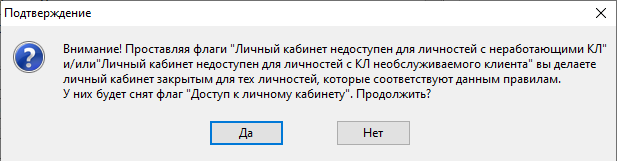 Подтверждение
Внимание! Проставляя флаги "Личный кабинет недоступен для личностей с неработающими КЛ"
и/или"Личный кабинет недоступен для личностей с КЛ необслуживаемого клиента" вы делаете
личный кабинет закрытым для тех личностей, которые соответствуют данным правилам.
У них будет снят флаг "Доступ к личному кабинету". Продолжить?
Да
Нет